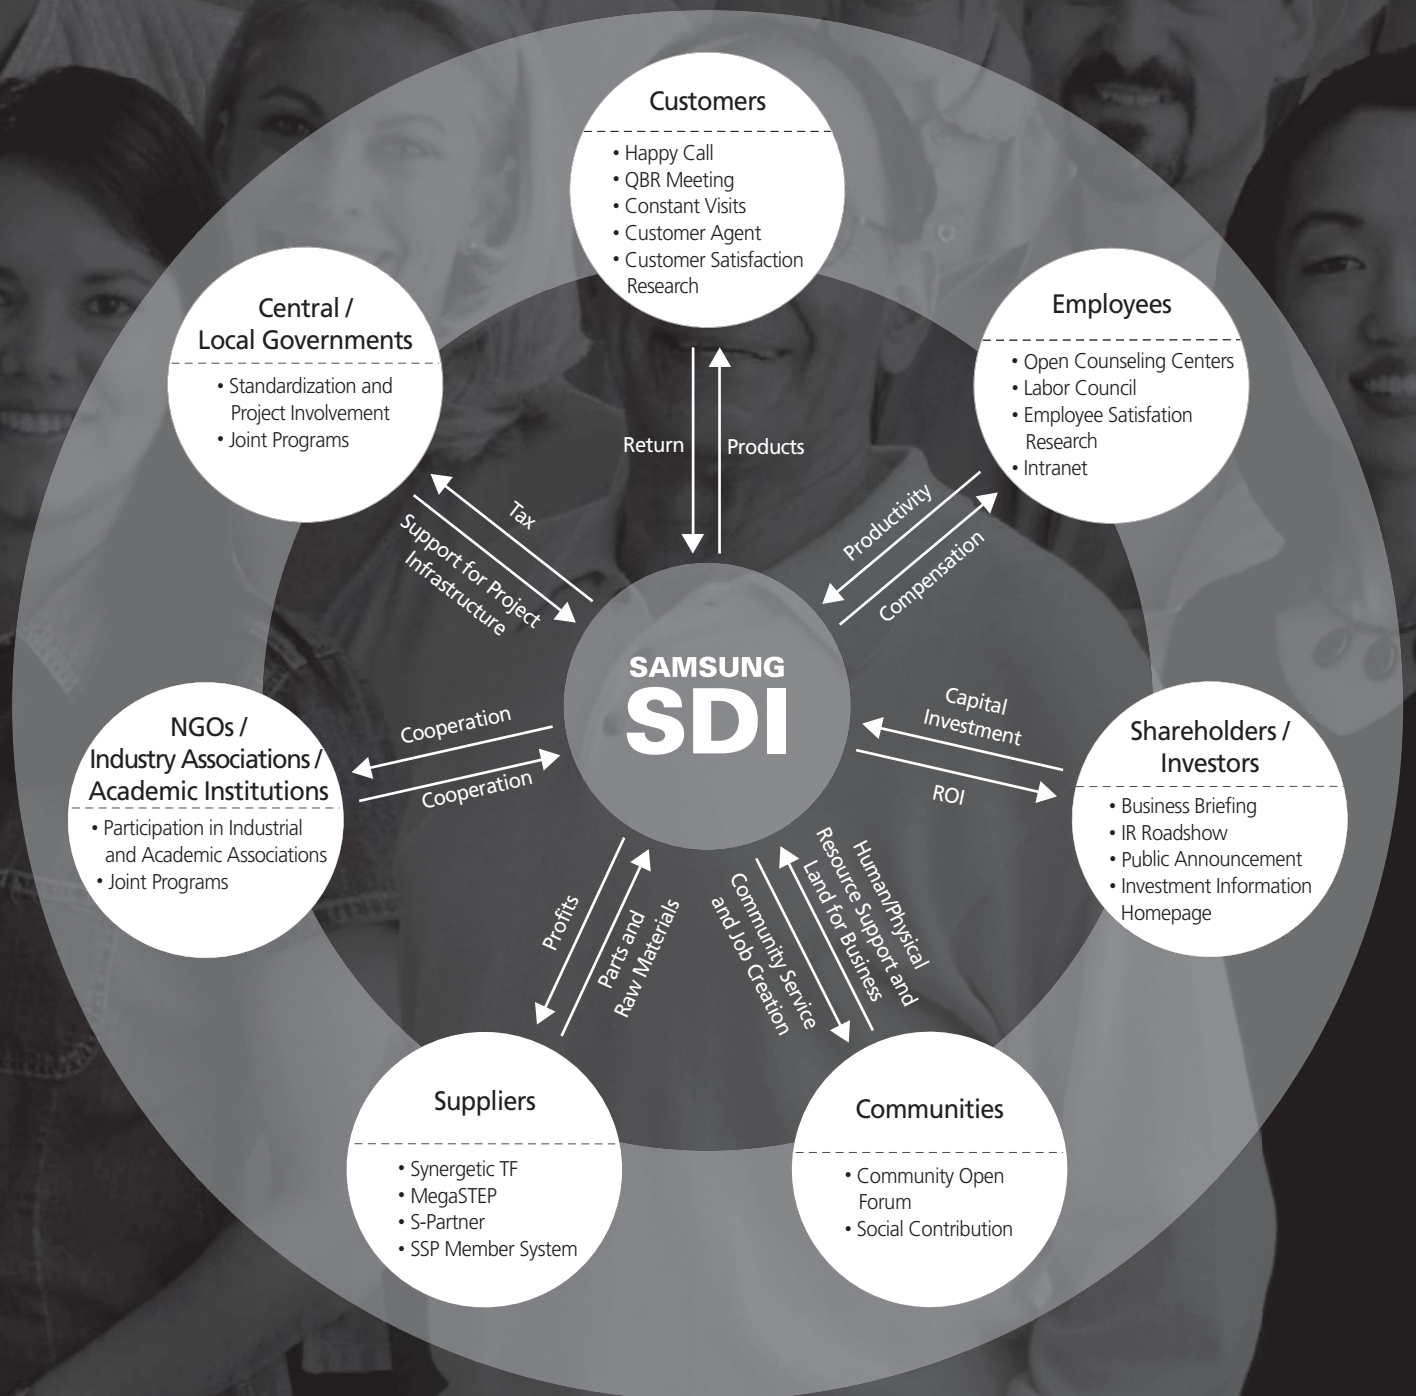 Customers
• Happy Call
• QBR Meeting
• Constant Visits
• Customer Agent
• Customer Satisfaction
Research
Employees
• Open Counseling Centers
• Labor Council
• Employee Satisfation
Research
• Intranet
Central /
Local Governments
• Standardization and
Project Involvement
• Joint Programs
Return
Products
Productivity
Compensation
Tax
Support for Project
Infrastructure
SAMSUNG
SDI
Capital
Investment
ROI
Shareholders /
Investors
• Business Briefing
• IR Roadshow
• Public Announcement
• Investment Information
Homepage
Cooperation
Cooperation
NGOs /
Industry Associations /
Academic Institutions
• Participation in Industrial
and Academic Associations
• Joint Programs
Profits
Parts and
Raw Materials
Community Service
and Job Creation
Human/Physical
Resource Support and
Land for Business
Suppliers
• Synergetic TF
• MegaSTEP
• S-Partner
• SSP Member System
Communities
• Community Open
Forum
• Social Contribution